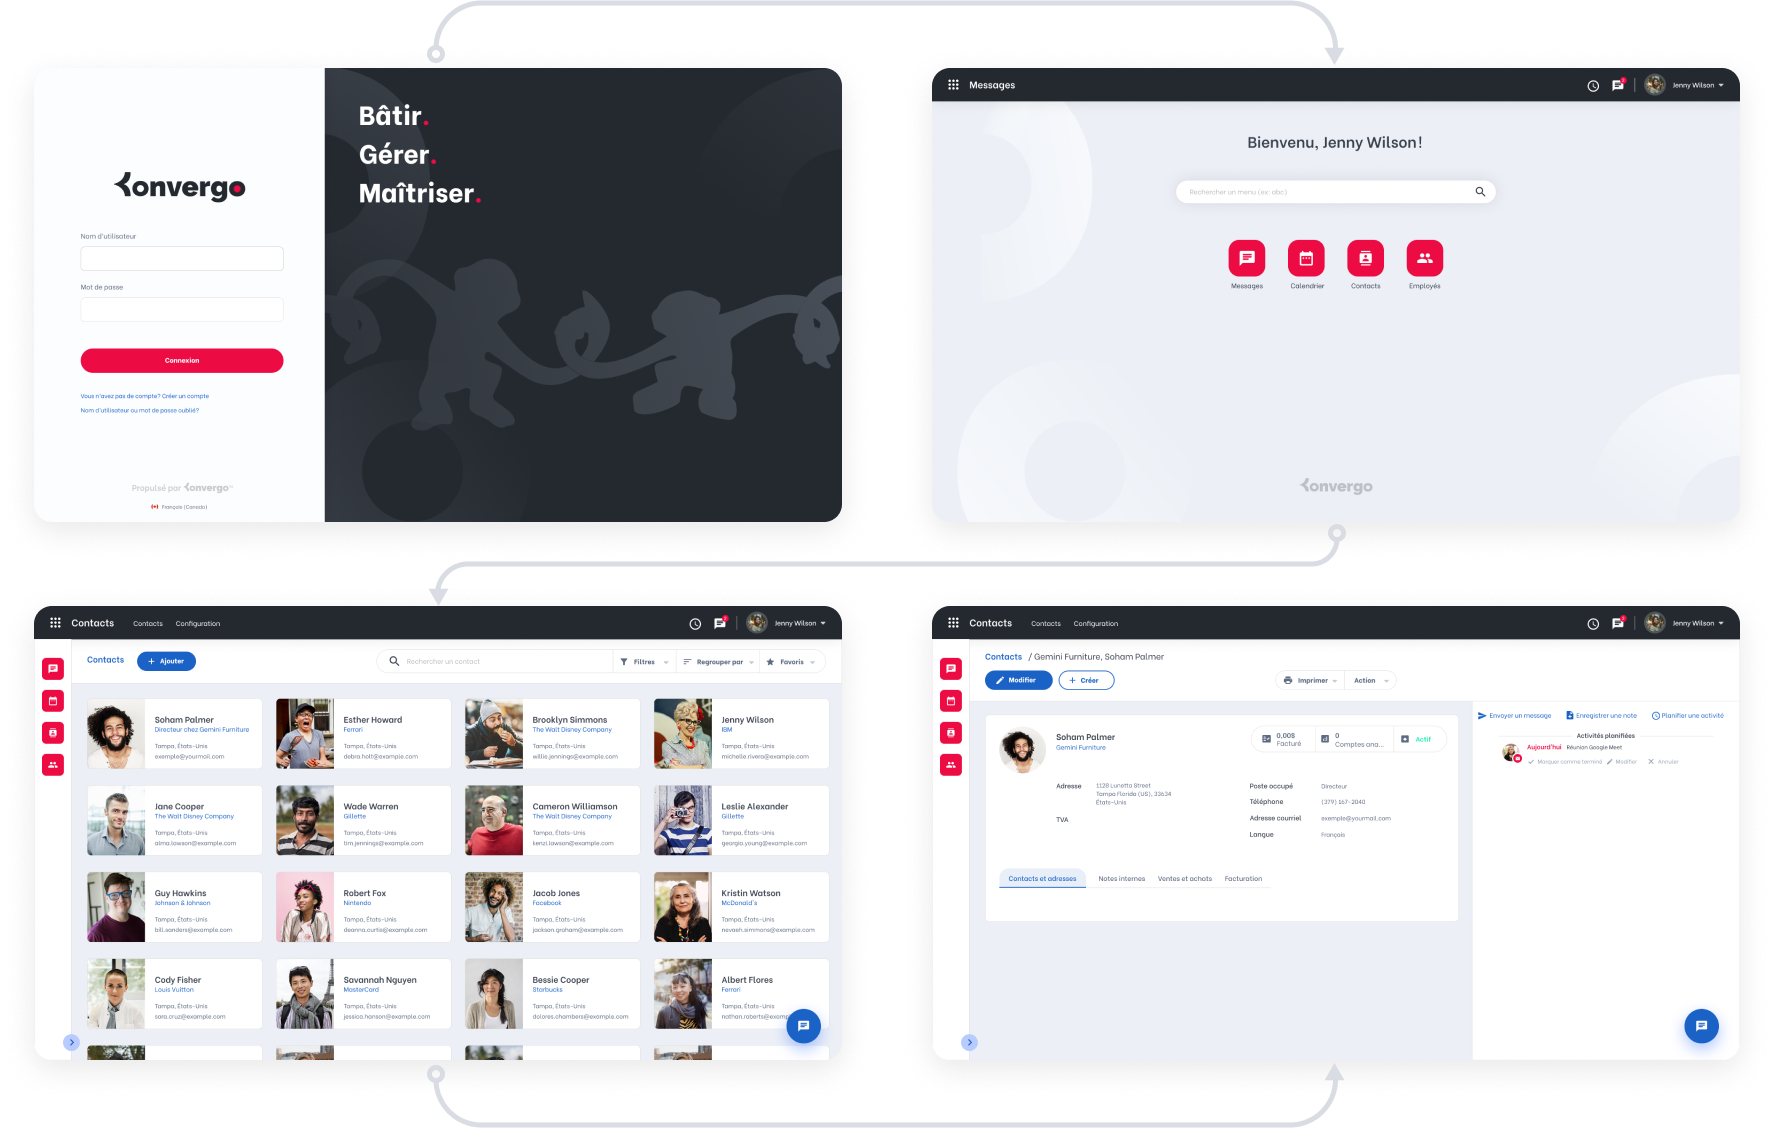 Konvergo
Nom d'utilisateur
Mot de passe
Connexion
Vous n'avez pas de compte? Créer un compte
Nom d'utilisateur ou mot de passe oublié?
Propulsé par Konvergo
Français (Canada)
Bâtir.
Gérer.
Maîtriser.
Messages
Jenny Wilson
Bienvenu, Jenny Wilson!
Rechercher un menu (ex: abc)
Messages
Calendrier
Contacts
Employés
Konvergo
Contacts
Contacts
Configuration
Jenny Wilson
Contacts
+ Ajouter
Rechercher un contact
Filtres
Regrouper par
Favoris
Soham Palmer
Directeur chez Gemini Furniture
Tampa, États-Unis
exemple@yourmail.com
Esther Howard
Ferrari
Tampa, États-Unis
debra.holt@example.com
Brooklyn Simmons
The Walt Disney Company
Tampa, États-Unis
willie.jennings@example.com
Jenny Wilson
IBM
Tampa, États-Unis
michelle.rivera@example.com
Jane Cooper
The Walt Disney Company
Tampa, États-Unis
alma.lawson@example.com
Wade Warren
Gillette
Tampa, États-Unis
tim.jennings@example.com
Cameron Williamson
The Walt Disney Company
Tampa, États-Unis
kenzi.lawson@example.com
Leslie Alexander
Gillette
Tampa, États-Unis
georgia.young@example.com
Guy Hawkins
Johnson & Johnson
Tampa, États-Unis
bill.sanders@example.com
Robert Fox
Nintendo
Tampa, États-Unis
deanna.curtis@example.com
Jacob Jones
Facebook
Tampa, États-Unis
jackson.graham@example.com
Kristin Watson
McDonald's
Tampa, États-Unis
nevaeh.simmons@example.com
Cody Fisher
Louis Vuitton
Tampa, États-Unis
sara.cruz@example.com
Savannah Nguyen
MasterCard
Tampa, États-Unis
jessica.hanson@example.com
Bessie Cooper
Starbucks
Tampa, États-Unis
dolores.chambers@example.com
Albert Flores
Ferrari
Tampa, États-Unis
nathan.roberts@examp
Contacts
Contacts
Configuration
Jenny Wilson
Contacts / Gemini Furniture, Soham Palmer
Modifier
+ Créer
Imprimer
Action
Soham Palmer
Gemini Furniture
0,00$
Facturé
0
Comptes ana...
Actif
Adresse
1128 Lunetta Street
Tampa Floride (US), 33634
États-Unis
TVA
Poste occupé Directeur
Téléphone (379) 167-2040
Adresse courriel exemple@yourmail.com
Langue Français
Contacts et adresses
Notes internes
Ventes et achats
Facturation
Envoyer un message
Enregistrer une note
Planifier une activité
Activités planifiées
Aujourd'hui Réunion Google Meet
Marquer comme terminé
Modifier
Annuler